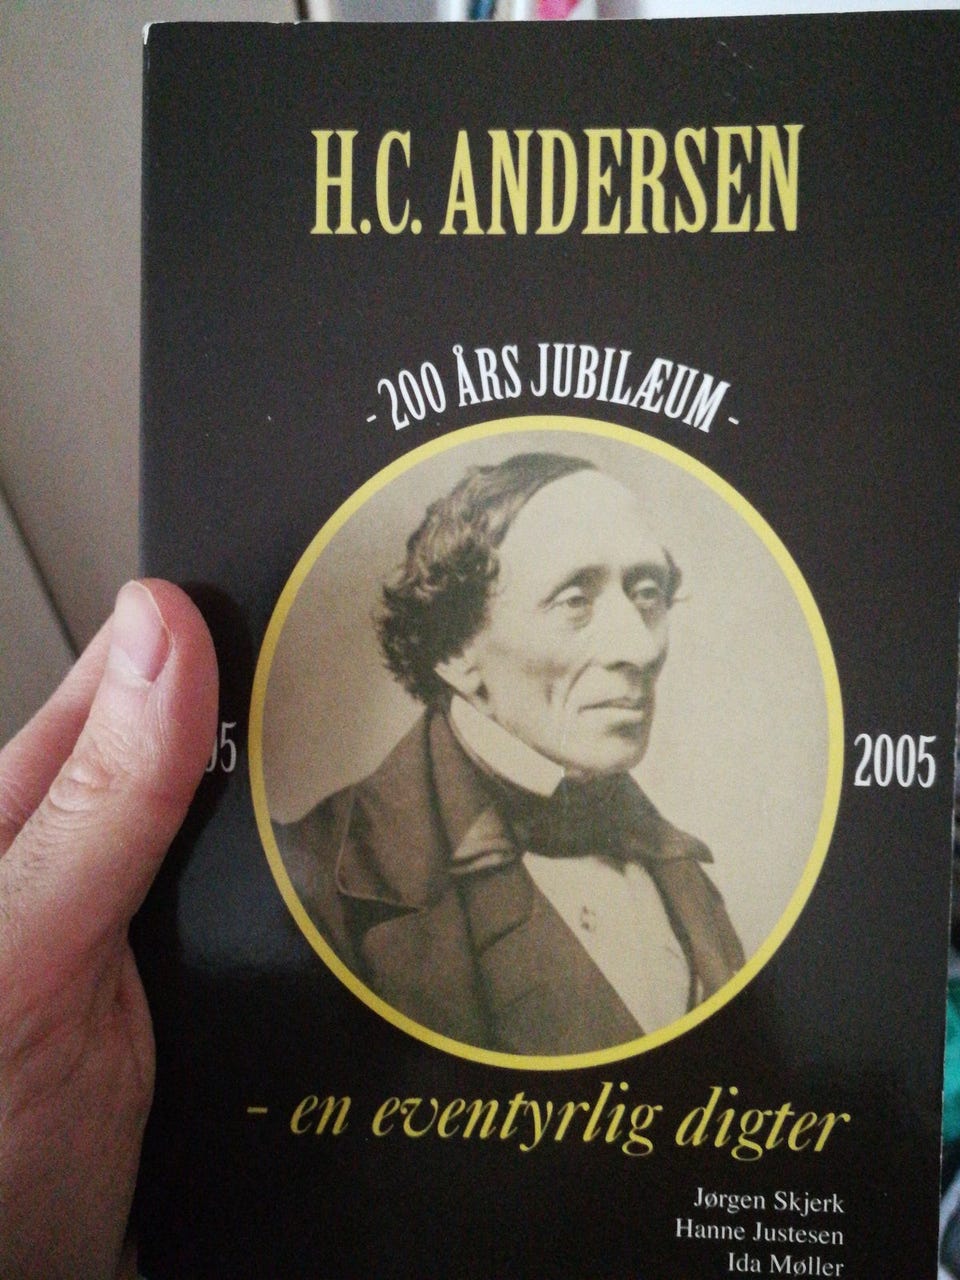 H.C. ANDERSEN
- 200 ÅRS JUBILÆUM -
2005
- en eventyrlig digter
Jørgen Skjerk
Hanne Justesen
Ida Møller